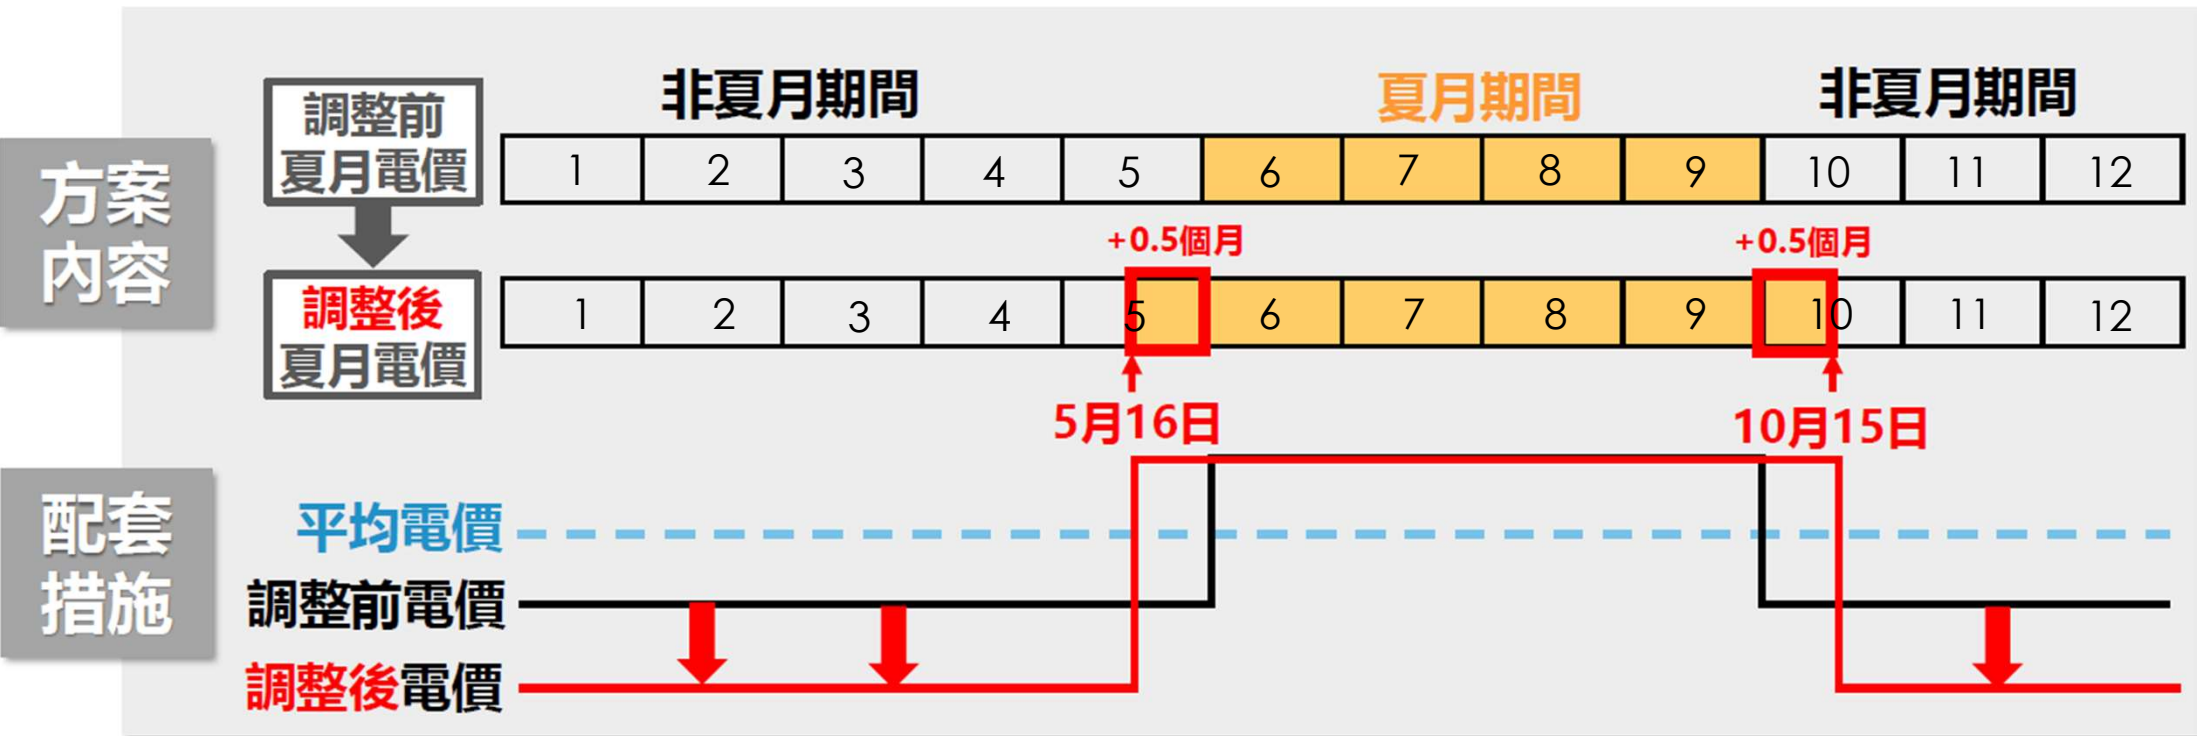 方案
內容
調整前
夏月電價
非夏月期間
夏月期間
非夏月期間
1 2 3 4 5 6 7 8 9 10 11 12
+0.5個月
+0.5個月
調整後
夏月電價
1 2 3 4 5 6 7 8 9 10 11 12
5月16日
10月15日
配套
措施
平均電價
調整前電價
調整後電價